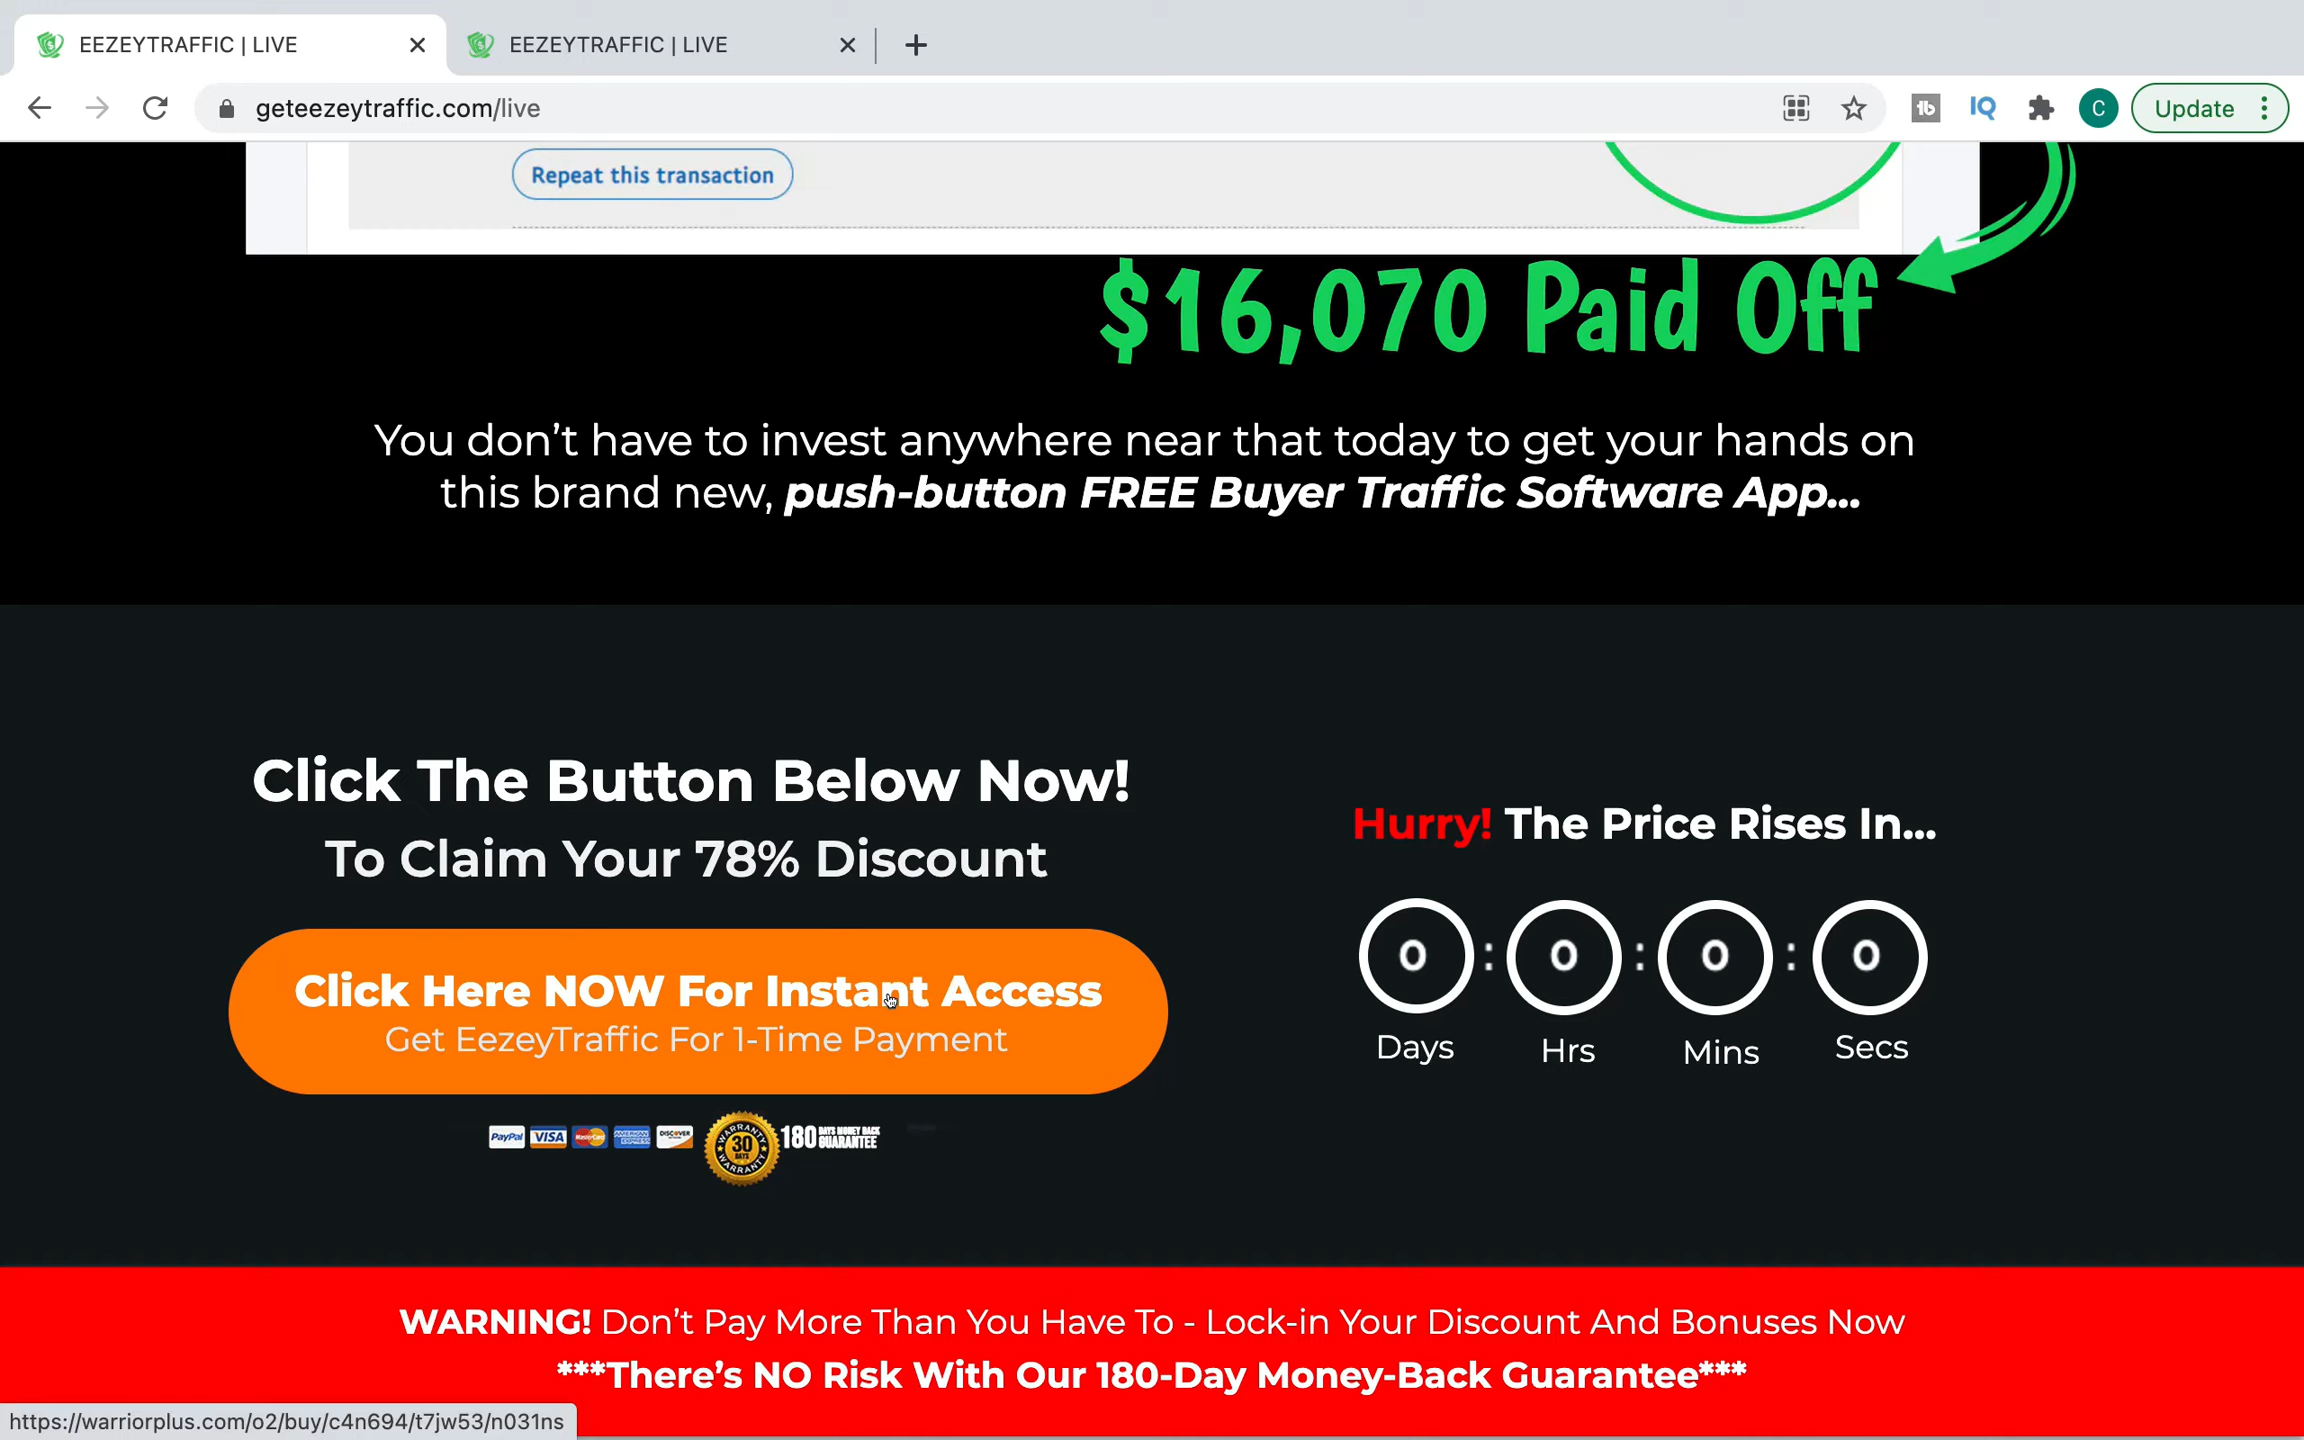 EEZEYTRAFFIC | LIVE
EEZEYTRAFFIC | LIVE
geteezeytraffic.com/live
IQ
C
Update
Repeat this transaction
$16,070 Paid Off
You don't have to invest anywhere near that today to get your hands on
this brand new, push-button FREE Buyer Traffic Software App...
Click The Button Below Now!
To Claim Your 78% Discount
Click Here NOW For Instant Access
Get EezeyTraffic For 1-Time Payment
Hurry! The Price Rises In...
0 : 0 : 0 : 0
Days Hrs Mins Secs
PayPal VISA MasterCard AMERICAN EXPRESS DISCOVER
WARRANTY 30 DAYS WARRANTY
180 DAYS MONEY BACK GUARANTEE
WARNING! Don't Pay More Than You Have To - Lock-in Your Discount And Bonuses Now
***There's NO Risk With Our 180-Day Money-Back Guarantee***
https://warriorplus.com/o2/buy/c4n694/t7jw53/n031ns